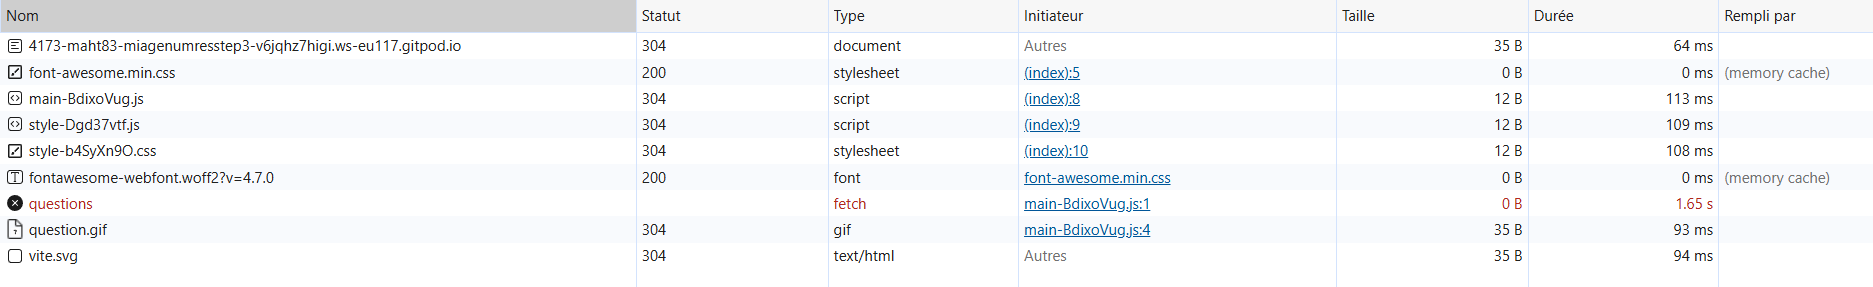 Nom Statut Type Initiateur Taille Durée Rempli par
4173-maht83-miagenumresstep3-v6jqhz7higi.ws-eu117.gitpod.io 304 document Autres 35 B 64 ms
font-awesome.min.css 200 stylesheet (index):5 0 B 0 ms (memory cache)
main-BdixoVug.js 304 script (index):8 12 B 113 ms
style-Dgd37vtf.js 304 script (index):9 12 B 109 ms
style-b4SyXn9O.css 304 stylesheet (index):10 12 B 108 ms
fontawesome-webfont.woff2?v=4.7.0 200 font font-awesome.min.css 0 B 0 ms (memory cache)
questions fetch main-BdixoVug.js:1 0 B 1.65 s
question.gif 304 gif main-BdixoVug.js:4 35 B 93 ms
vite.svg 304 text/html Autres 35 B 94 ms